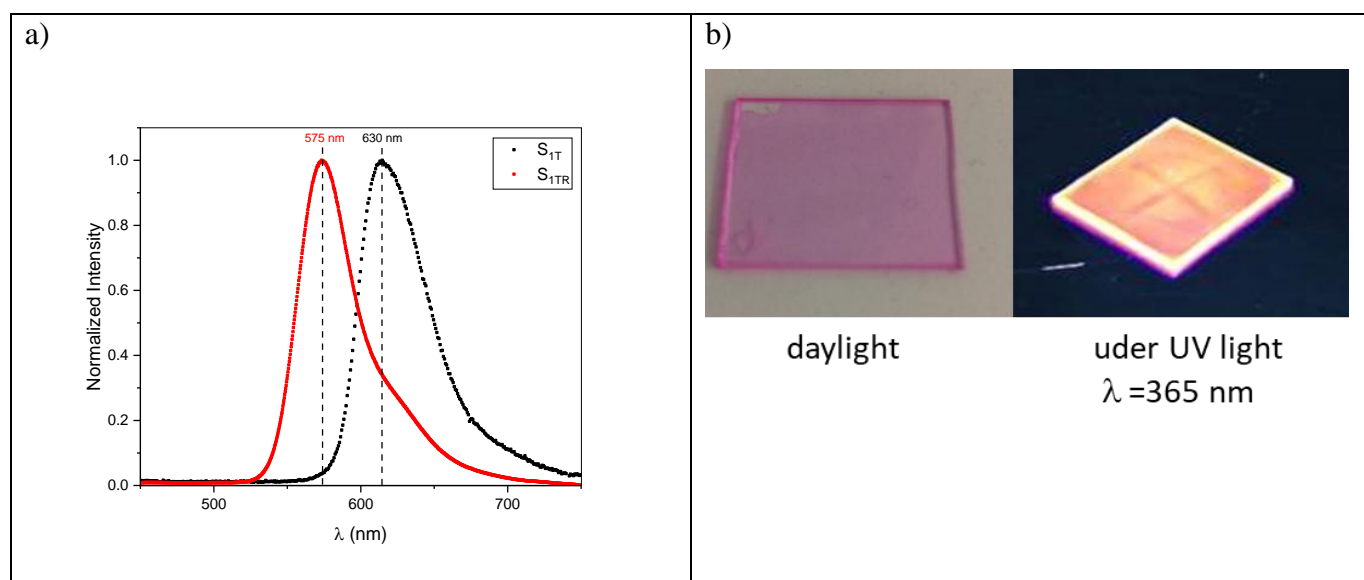 a)
575 nm 630 nm
S1T
S1TR
1.0
0.8
0.6
0.4
0.2
0.0
Normalized Intensity
500 600 700
λ (nm)
b)
daylight
uder UV light
λ =365 nm